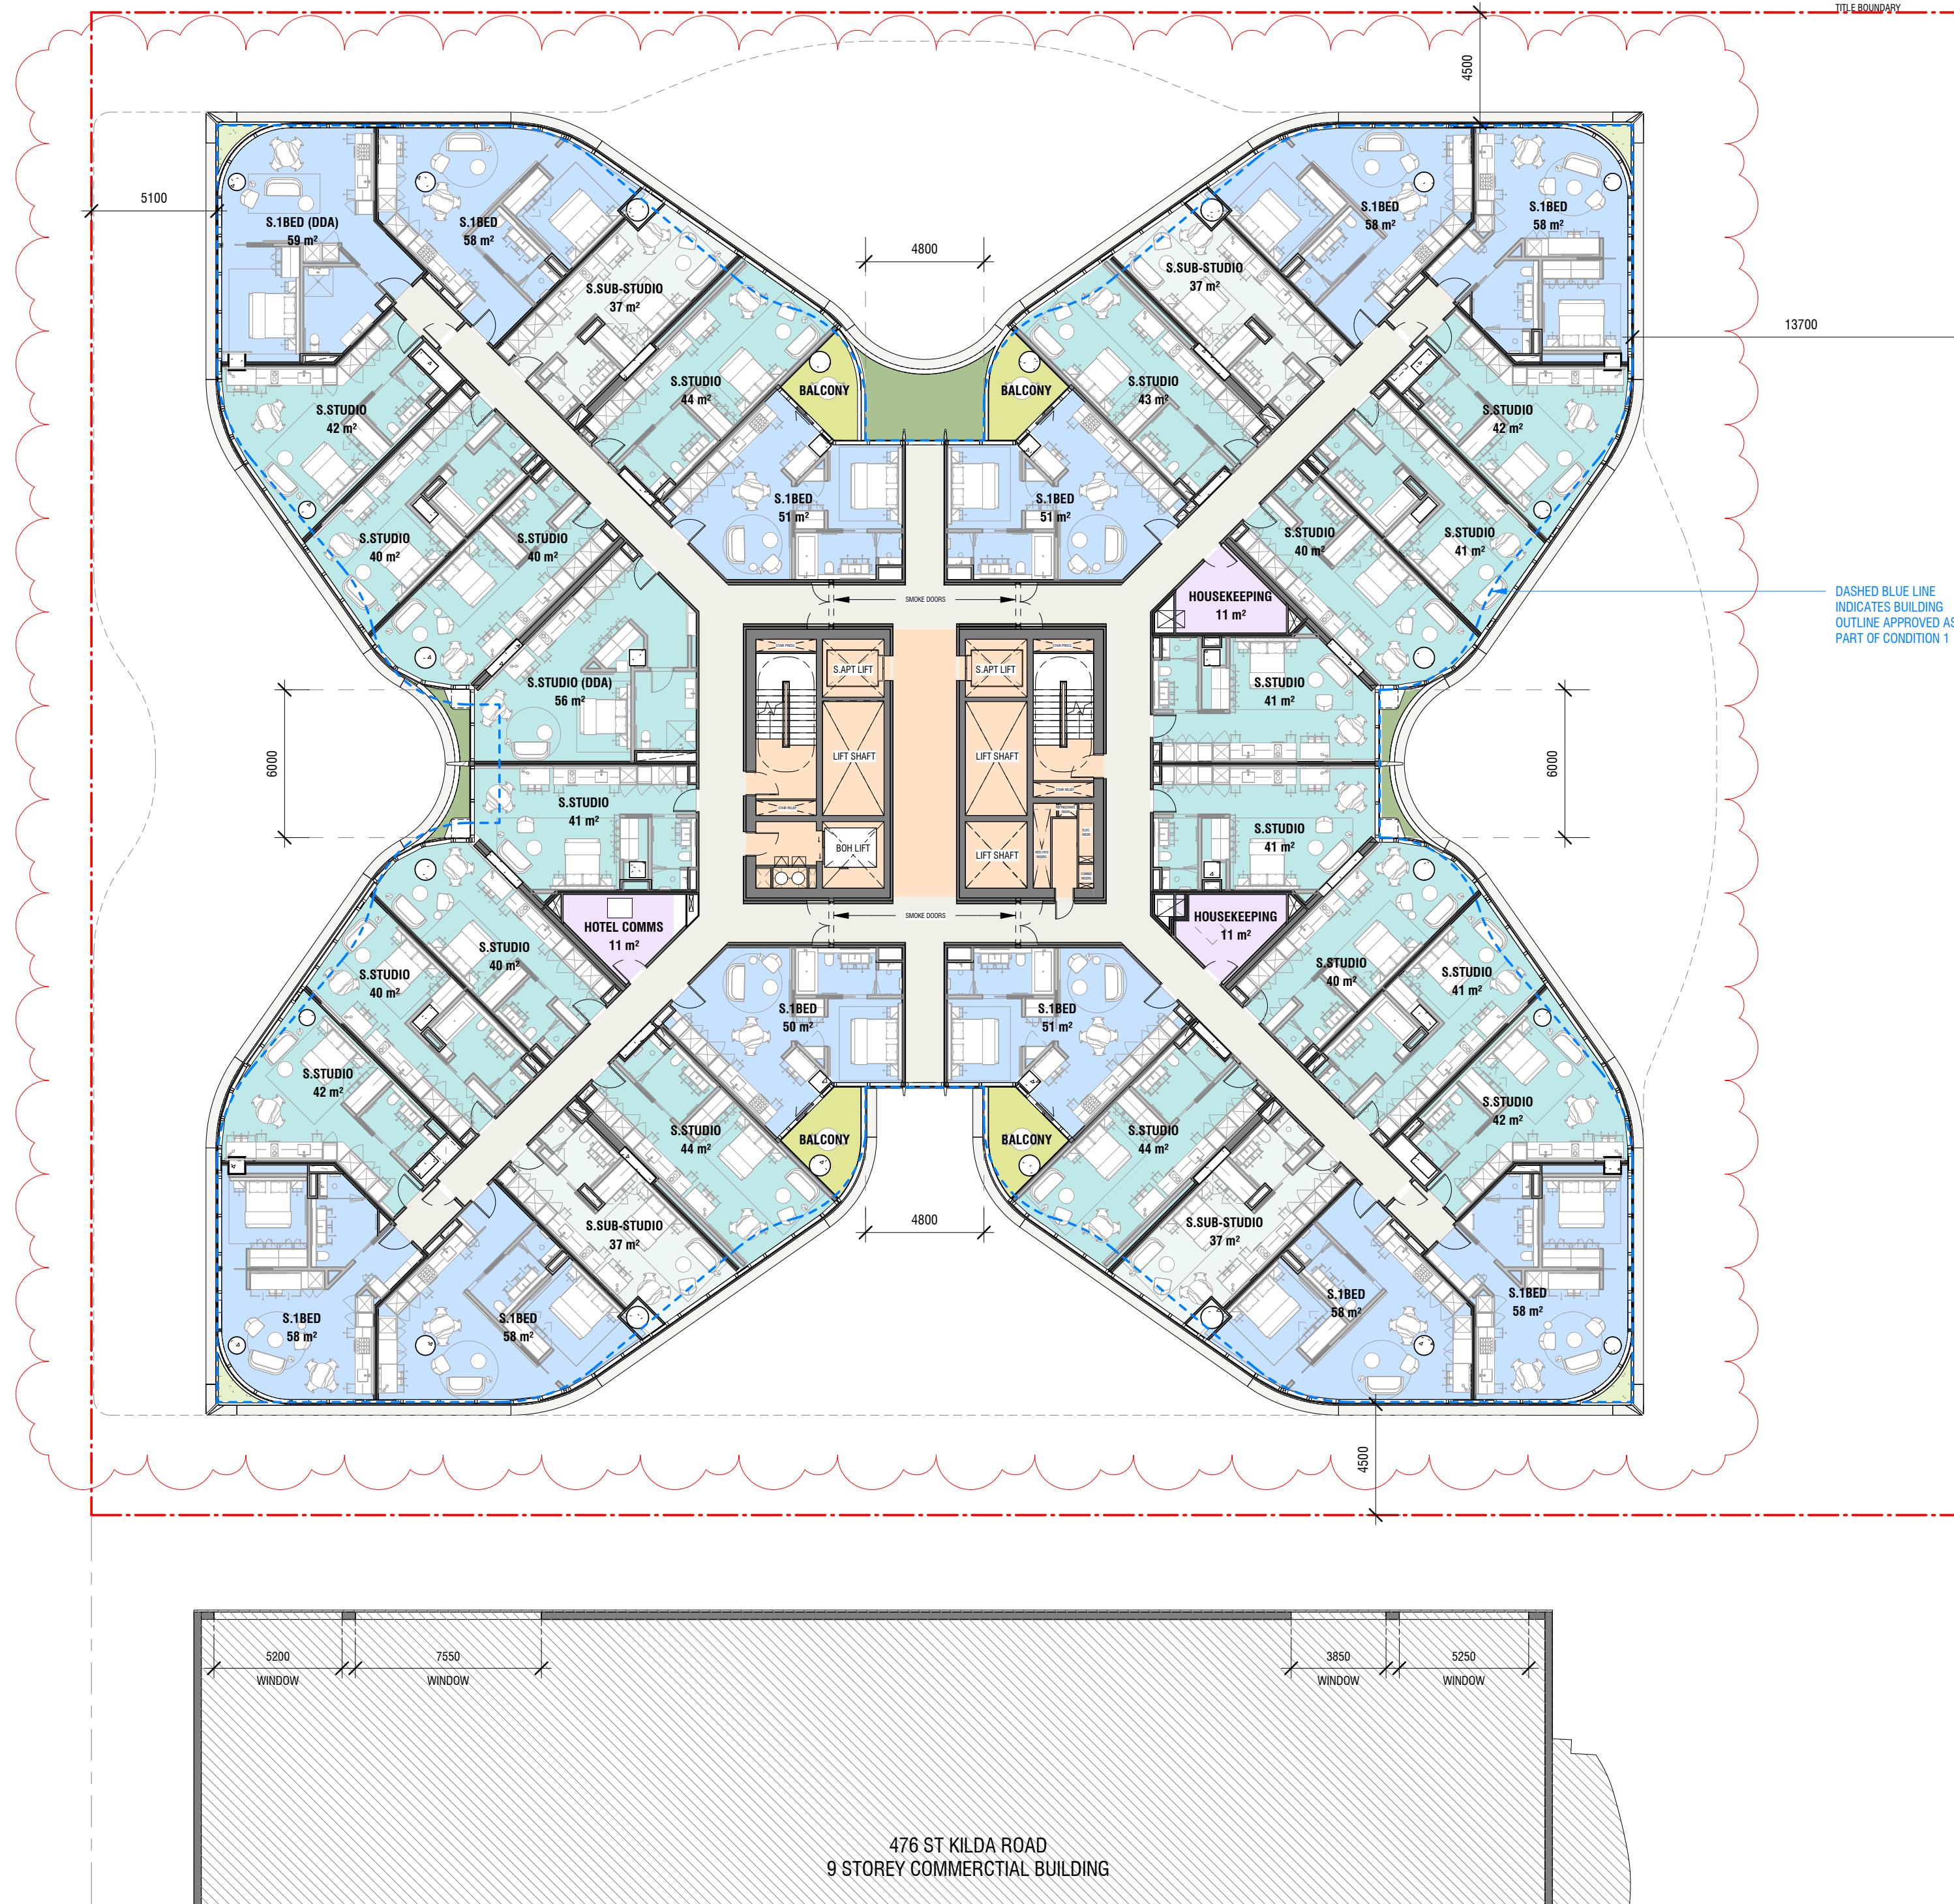 TITLE BOUNDARY
4500
5100
S.1BED (DDA)
59 m²
S.1BED
58 m²
S.1BED
58 m²
S.1BED
58 m²
4800
S.SUB-STUDIO
37 m²
S.SUB-STUDIO
37 m²
13700
S.STUDIO
42 m²
S.STUDIO
44 m²
BALCONY
BALCONY
S.STUDIO
43 m²
S.STUDIO
42 m²
S.1BED
51 m²
S.1BED
51 m²
S.STUDIO
40 m²
S.STUDIO
40 m²
S.STUDIO
40 m²
S.STUDIO
41 m²
DASHED BLUE LINE
INDICATES BUILDING
OUTLINE APPROVED AS
PART OF CONDITION 1
SMOKE DOORS
HOUSEKEEPING
11 m²
STAIR PRESS
STAIR PRESS
S.APT LIFT
S.APT LIFT
S.STUDIO (DDA)
56 m²
S.STUDIO
41 m²
6000
LIFT SHAFT
LIFT SHAFT
6000
S.STUDIO
41 m²
STAIR RELIEF
STAIR RELIEF
S.STUDIO
41 m²
BOH LIFT
LIFT SHAFT
SMOKE DOORS
HOTEL COMMS
11 m²
HOUSEKEEPING
11 m²
S.STUDIO
40 m²
S.STUDIO
40 m²
S.STUDIO
40 m²
S.STUDIO
41 m²
S.1BED
50 m²
S.1BED
51 m²
S.STUDIO
42 m²
S.STUDIO
44 m²
BALCONY
BALCONY
S.STUDIO
44 m²
S.STUDIO
42 m²
S.SUB-STUDIO
37 m²
4800
S.SUB-STUDIO
37 m²
S.1BED
58 m²
S.1BED
58 m²
S.1BED
58 m²
S.1BED
58 m²
4500
5200
WINDOW
7550
WINDOW
3850
WINDOW
5250
WINDOW
476 ST KILDA ROAD
9 STOREY COMMERCTIAL BUILDING